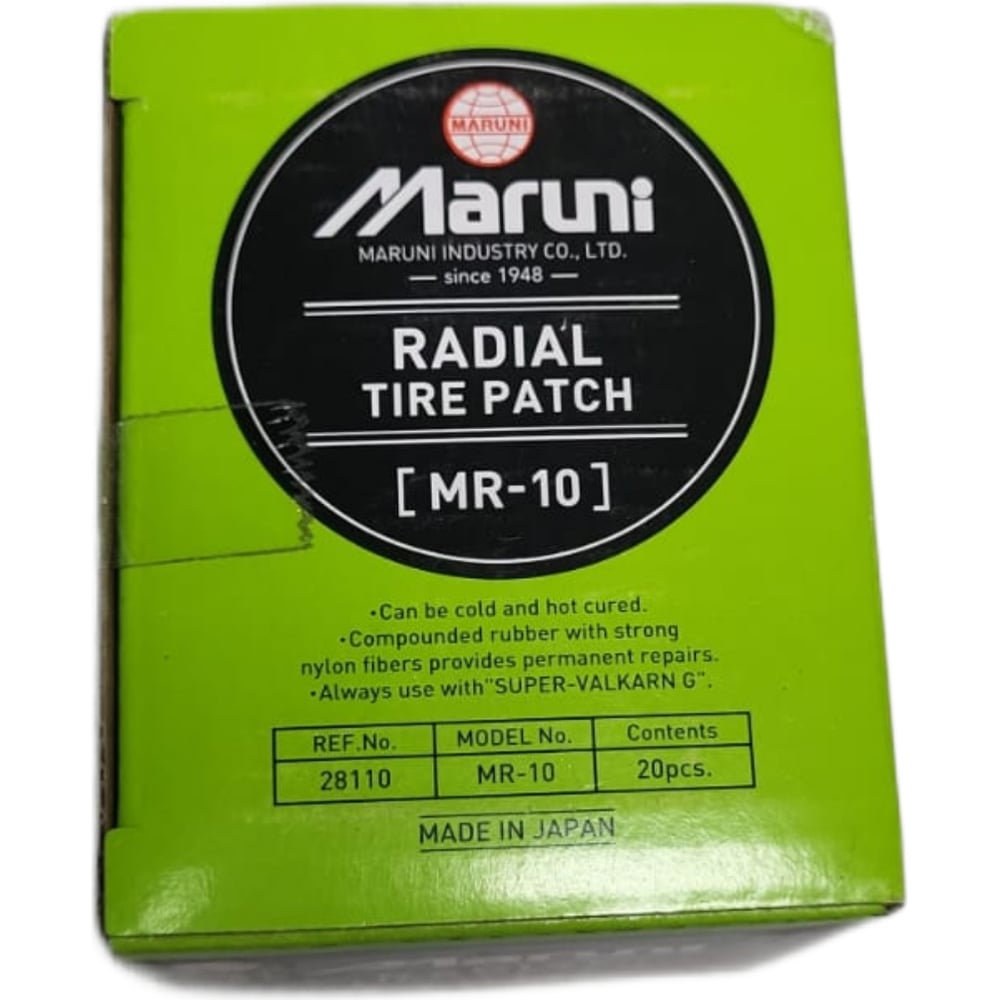 MARUNI
Maruni
MARUNI INDUSTRY CO., LTD.
since 1948
RADIAL
TIRE PATCH
[MR-10]
•Can be cold and hot cured.
•Compounded rubber with strong
nylon fibers provides permanent repairs.
•Always use with"SUPER-VALKARN G".
REF.No. MODEL No. Contents
28110 MR-10 20pcs.
MADE IN JAPAN